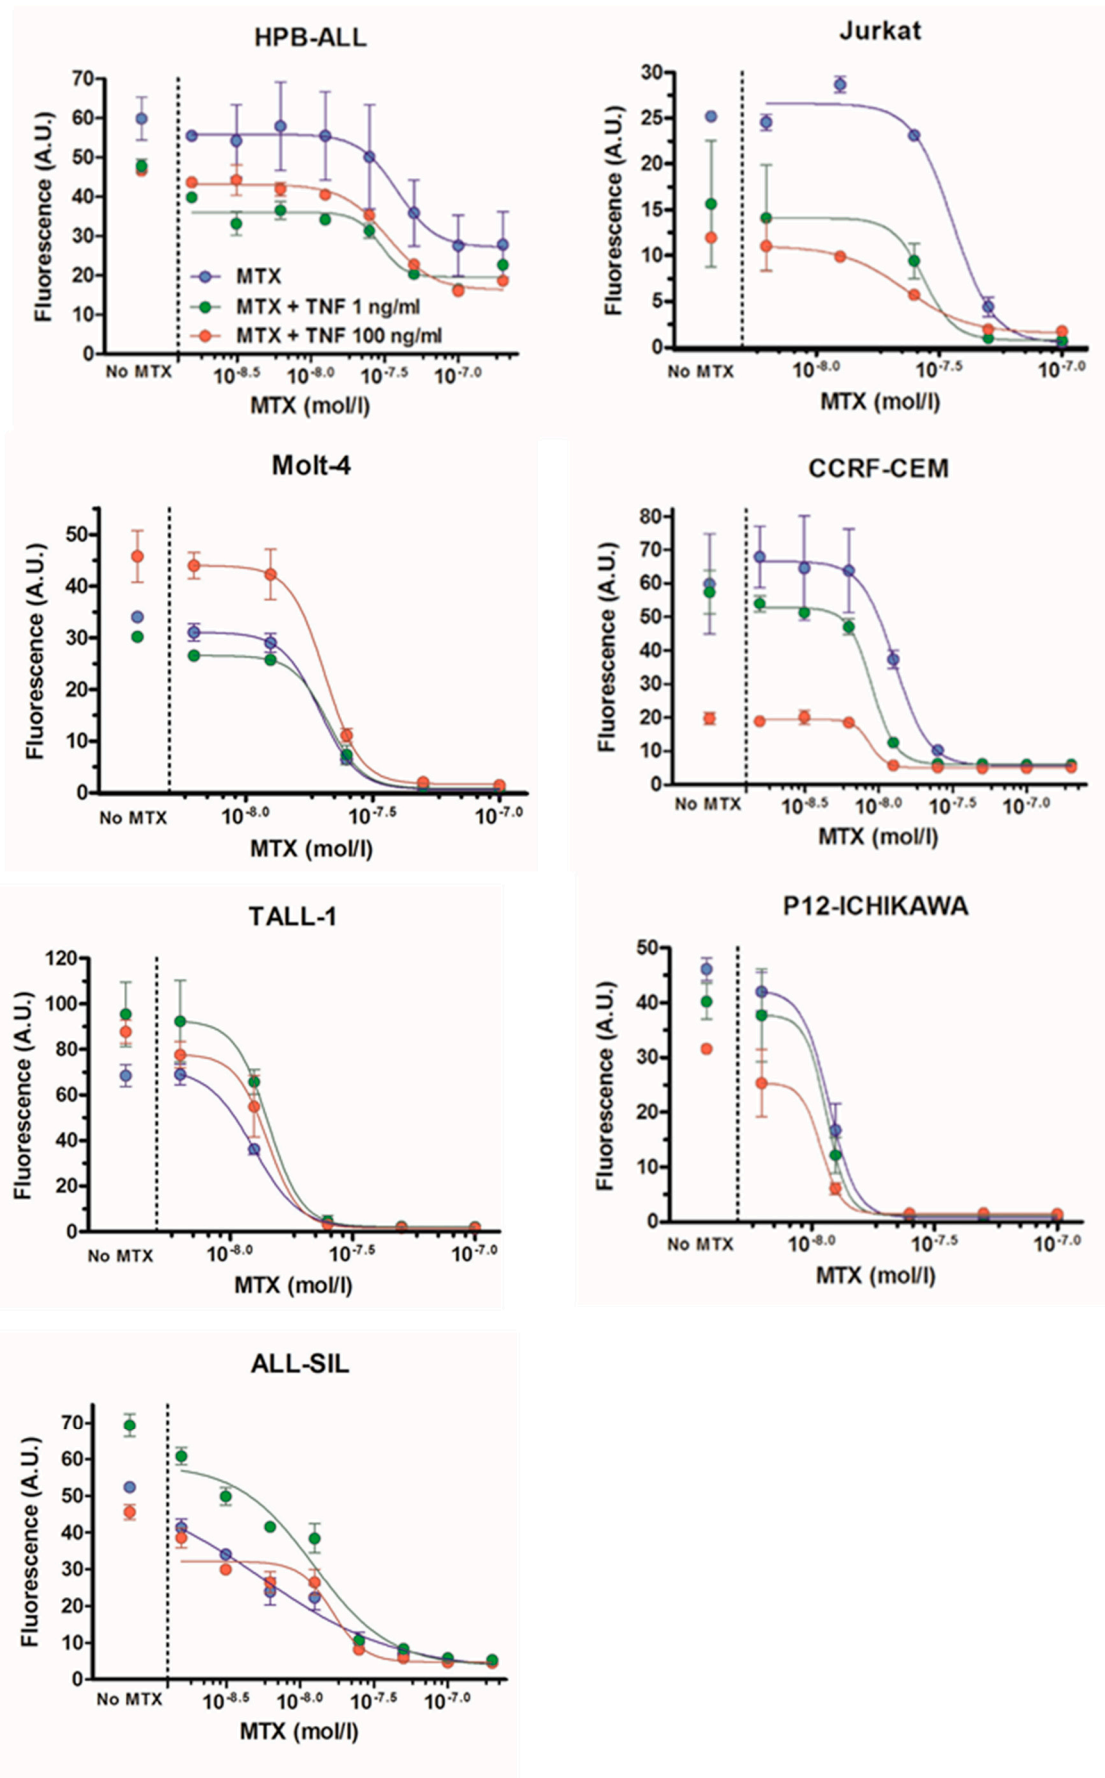 HPB-ALL
Fluorescence (A.U.)
70
60
50
40
30
20
10
0
MTX
MTX + TNF 1 ng/ml
MTX + TNF 100 ng/ml
No MTX 10-8.5 10-8.0 10-7.5 10-7.0
MTX (mol/l)
Jurkat
Fluorescence (A.U.)
30
25
20
15
10
5
0
No MTX 10-8.0 10-7.5 10-7.0
MTX (mol/l)
Molt-4
Fluorescence (A.U.)
50
40
30
20
10
0
No MTX 10-8.0 10-7.5 10-7.0
MTX (mol/l)
CCRF-CEM
Fluorescence (A.U.)
80
70
60
50
40
30
20
10
0
No MTX 10-8.5 10-8.0 10-7.5 10-7.0
MTX (mol/l)
TALL-1
Fluorescence (A.U.)
120
100
80
60
40
20
0
No MTX 10-8.0 10-7.5 10-7.0
MTX (mol/l)
P12-ICHIKAWA
Fluorescence (A.U.)
50
40
30
20
10
0
No MTX 10-8.0 10-7.5 10-7.0
MTX (mol/l)
ALL-SIL
Fluorescence (A.U.)
70
60
50
40
30
20
10
0
No MTX 10-8.5 10-8.0 10-7.5 10-7.0
MTX (mol/l)